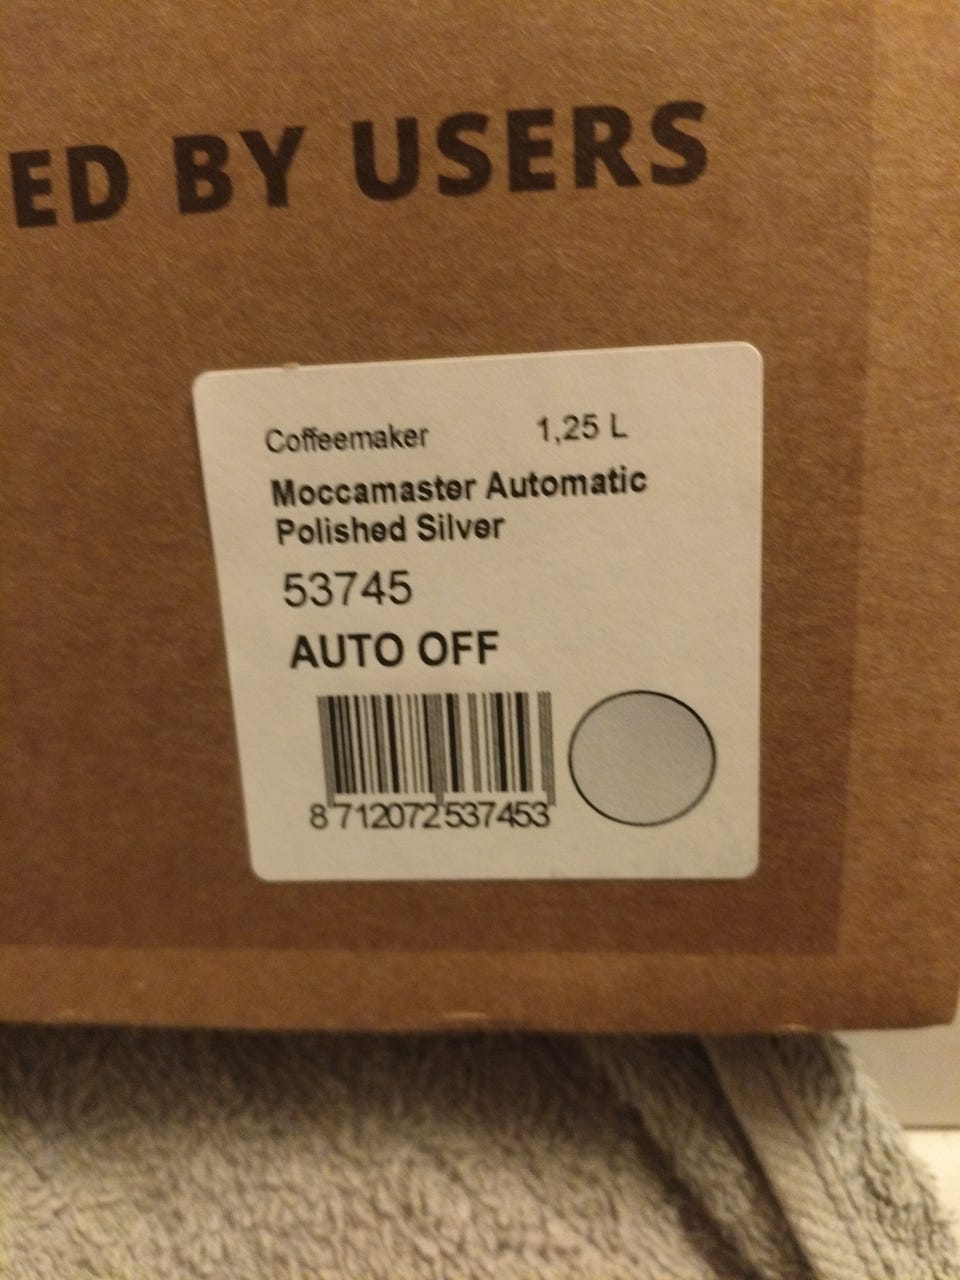 ED BY USERS
Coffeemaker 1,25 L
Moccamaster Automatic
Polished Silver
53745
AUTO OFF
8 712072 537453